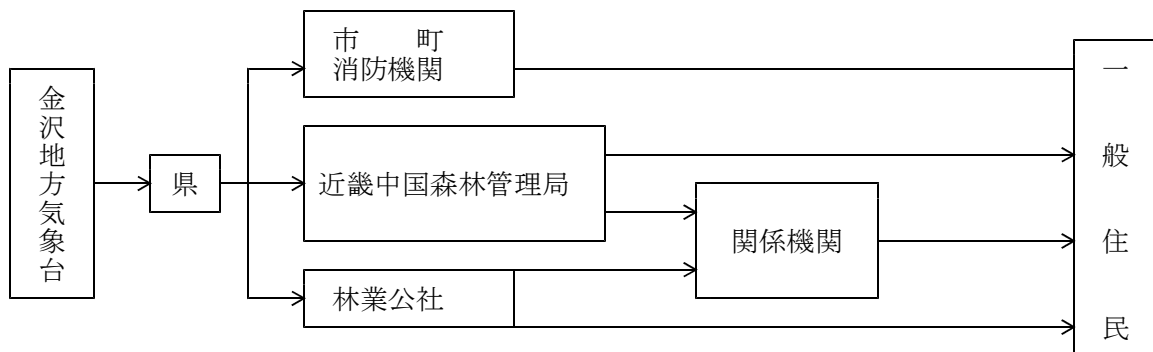 金沢地方気象台
県
市　　町
消防機関
近畿中国森林管理局
林業公社
関係機関
一般住民